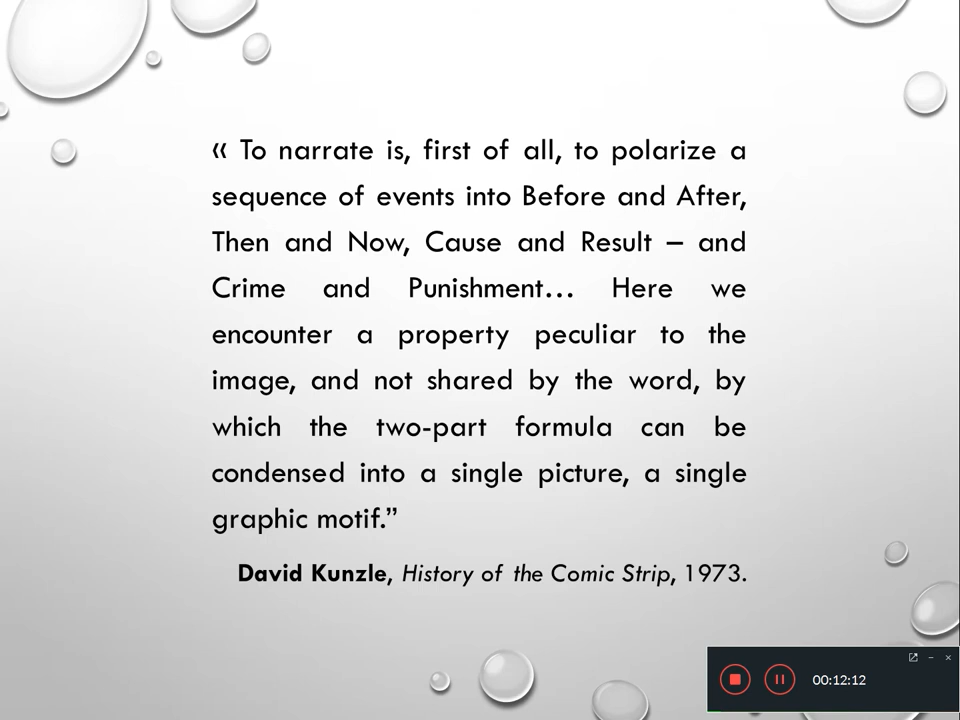 « To narrate is, first of all, to polarize a
sequence of events into Before and After,
Then and Now, Cause and Result – and
Crime and Punishment… Here we
encounter a property peculiar to the
image, and not shared by the word, by
which the two-part formula can be
condensed into a single picture, a single
graphic motif.”
David Kunzle, History of the Comic Strip, 1973.
00:12:12